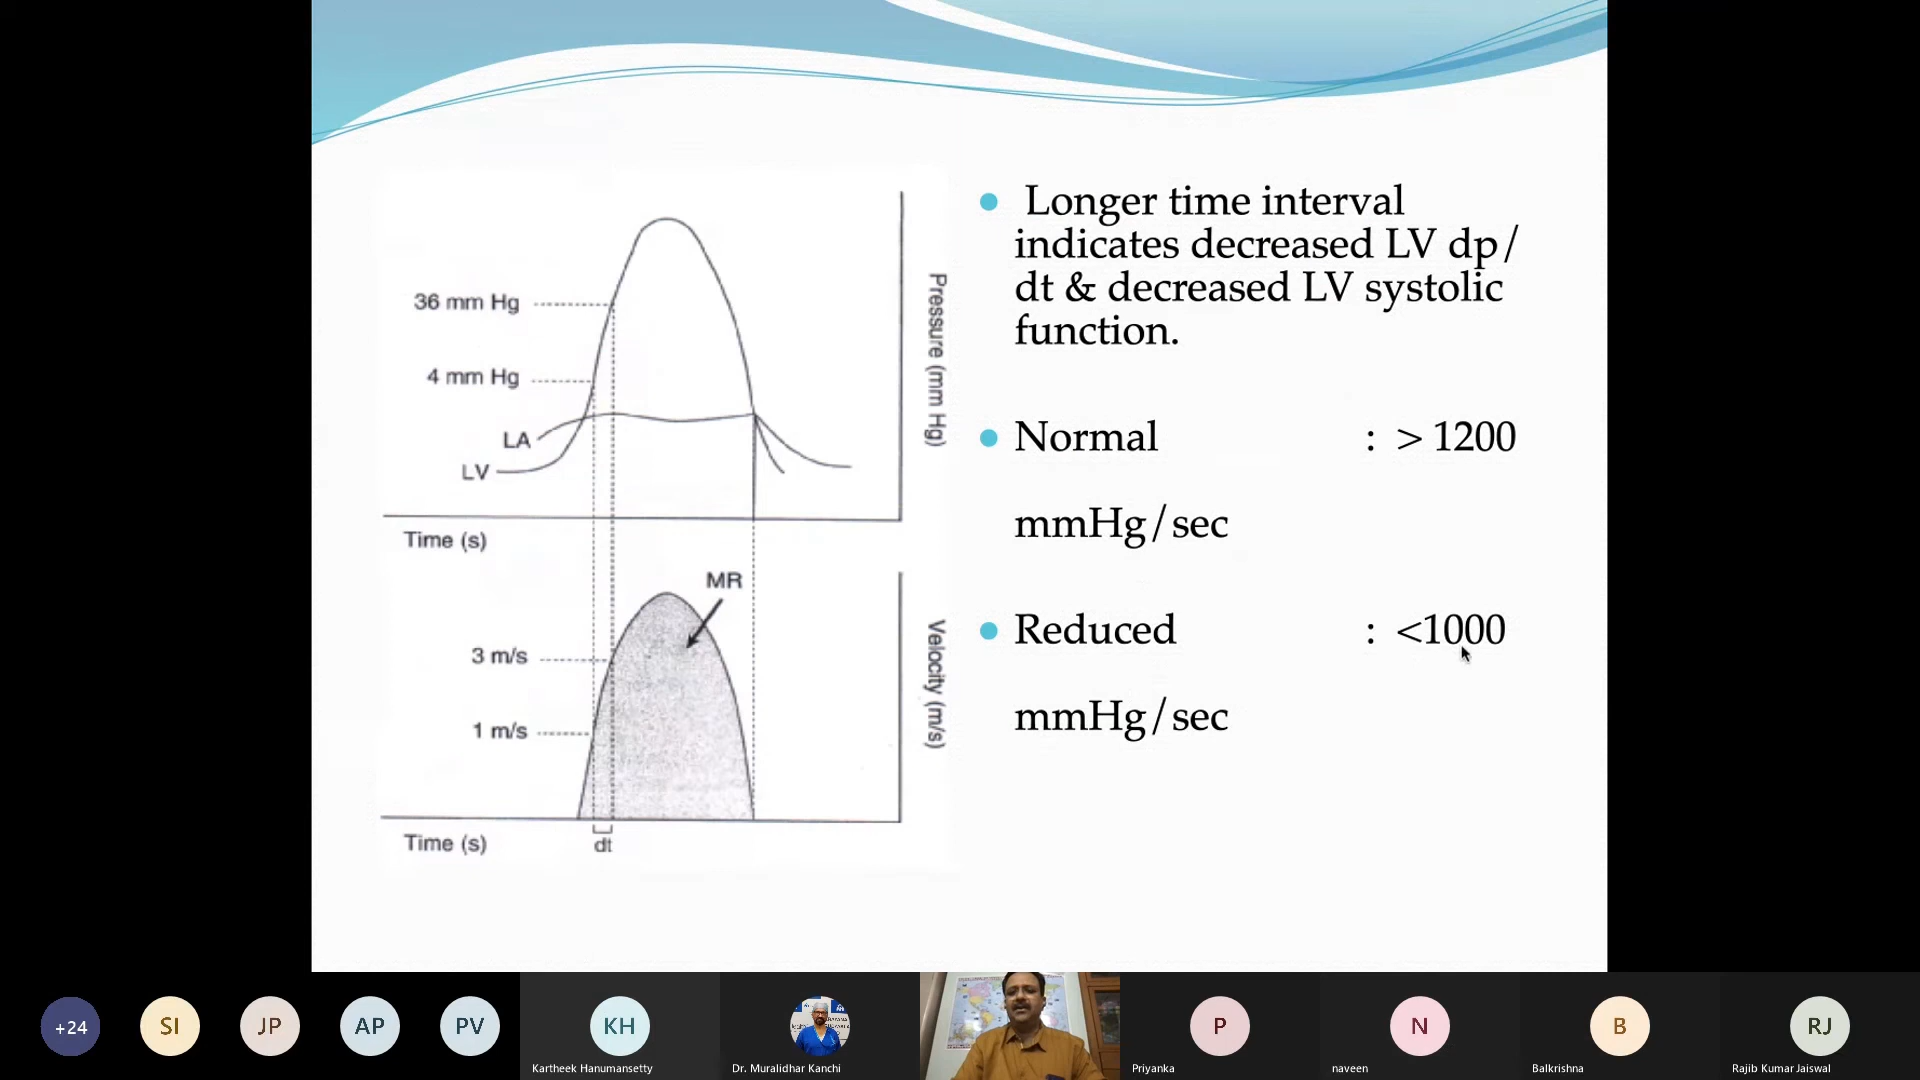 Longer time interval
indicates decreased LV dp/
dt & decreased LV systolic
function.
Normal : > 1200
mmHg/sec
Reduced : <1000
mmHg/sec
36 mm Hg
4 mm Hg
LA
LV
Pressure (mm Hg)
Time (s)
MR
3 m/s
1 m/s
Velocity (m/s)
Time (s)
dt
+24
SI
JP
AP
PV
KH
Kartheek Hanumansetty
Dr. Muralidhar Kanchi
P
Priyanka
N
naveen
B
Balkrishna
RJ
Rajib Kumar Jaiswal